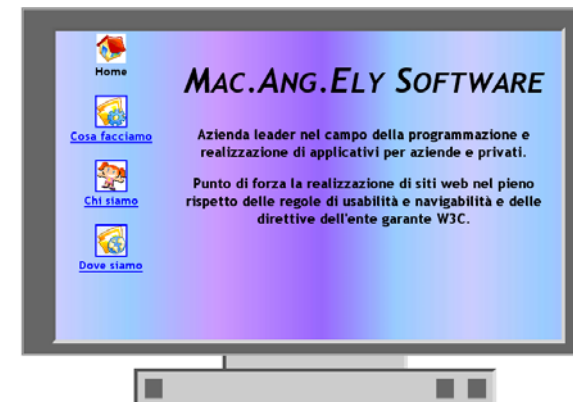 Home
Cosa facciamo
Chi siamo
Dove siamo
MAC.ANG.ELY SOFTWARE
Azienda leader nel campo della programmazione e
realizzazione di applicativi per aziende e privati.
Punto di forza la realizzazione di siti web nel pieno
rispetto delle regole di usabilità e navigabilità e delle
direttive dell'ente garante W3C.